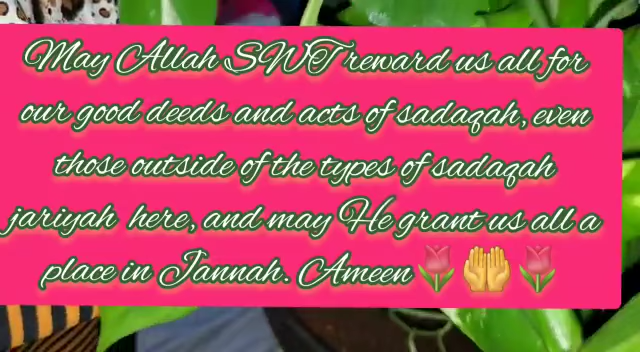 May Allah SWT reward us all for
our good deeds and acts of sadaqah, even
those outside of the types of sadaqah
jariyah here, and may He grant us all a
place in Jannah. Ameen🌷🤲🌷